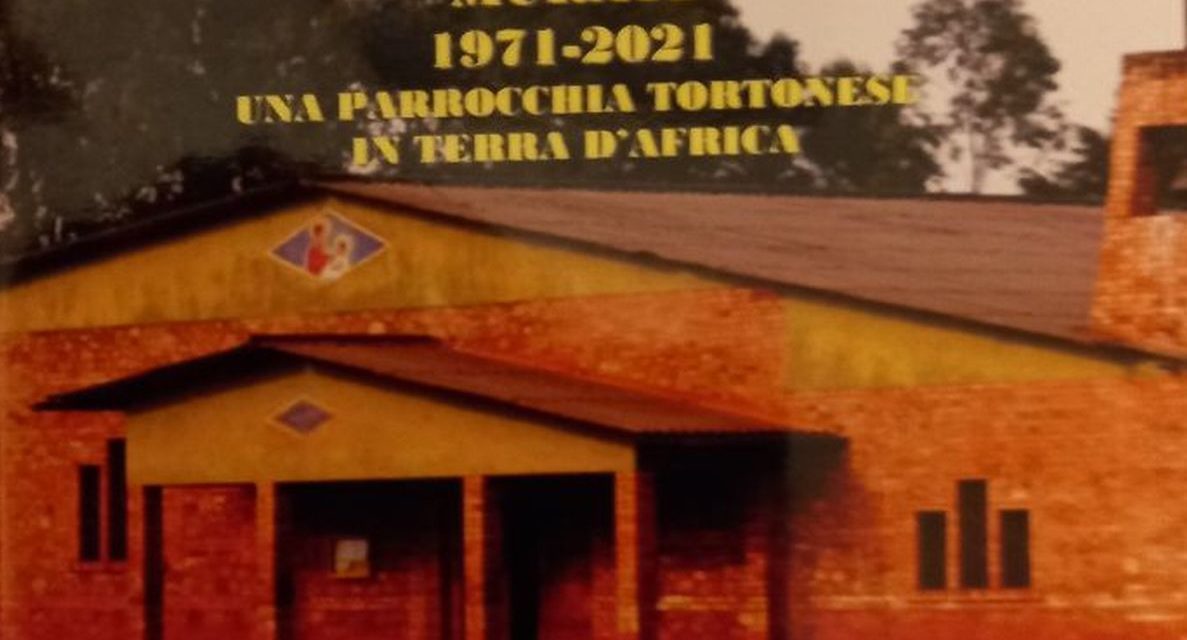 1971-2021
UNA PARROCCHIA TORTONESE
IN TERRA D'AFRICA